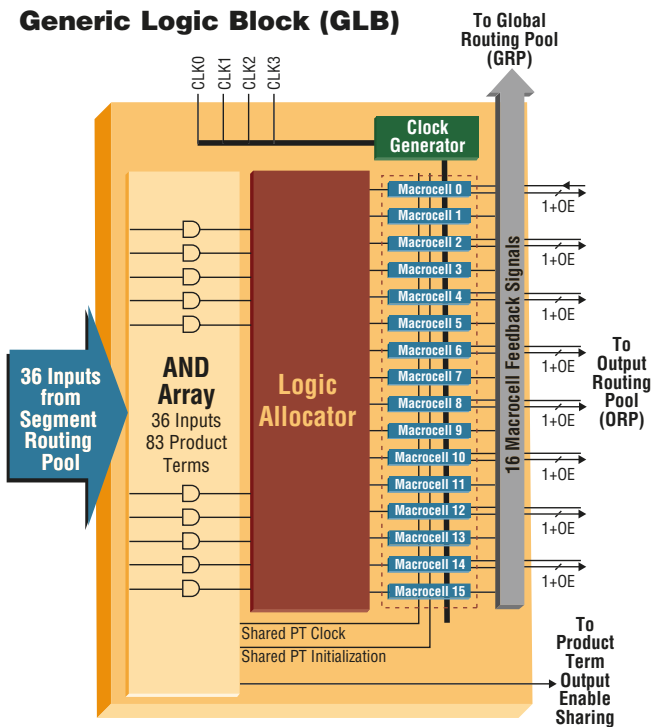 Generic Logic Block (GLB)
To Global
Routing Pool
(GRP)
CLK0
CLK1
CLK2
CLK3
Clock
Generator
Macrocell 0
Macrocell 1
Macrocell 2
Macrocell 3
Macrocell 4
Macrocell 5
Macrocell 6
Macrocell 7
Macrocell 8
Macrocell 9
Macrocell 10
Macrocell 11
Macrocell 12
Macrocell 13
Macrocell 14
Macrocell 15
16 Macrocell Feedback Signals
1+OE
1+OE
1+OE
1+OE
1+OE
1+OE
1+OE
1+OE
To
Output
Routing
Pool
(ORP)
36 Inputs
from
Segment
Routing
Pool
AND
Array
36 Inputs
83 Product
Terms
Logic
Allocator
Shared PT Clock
Shared PT Initialization
To
Product
Term
Output
Enable
Sharing